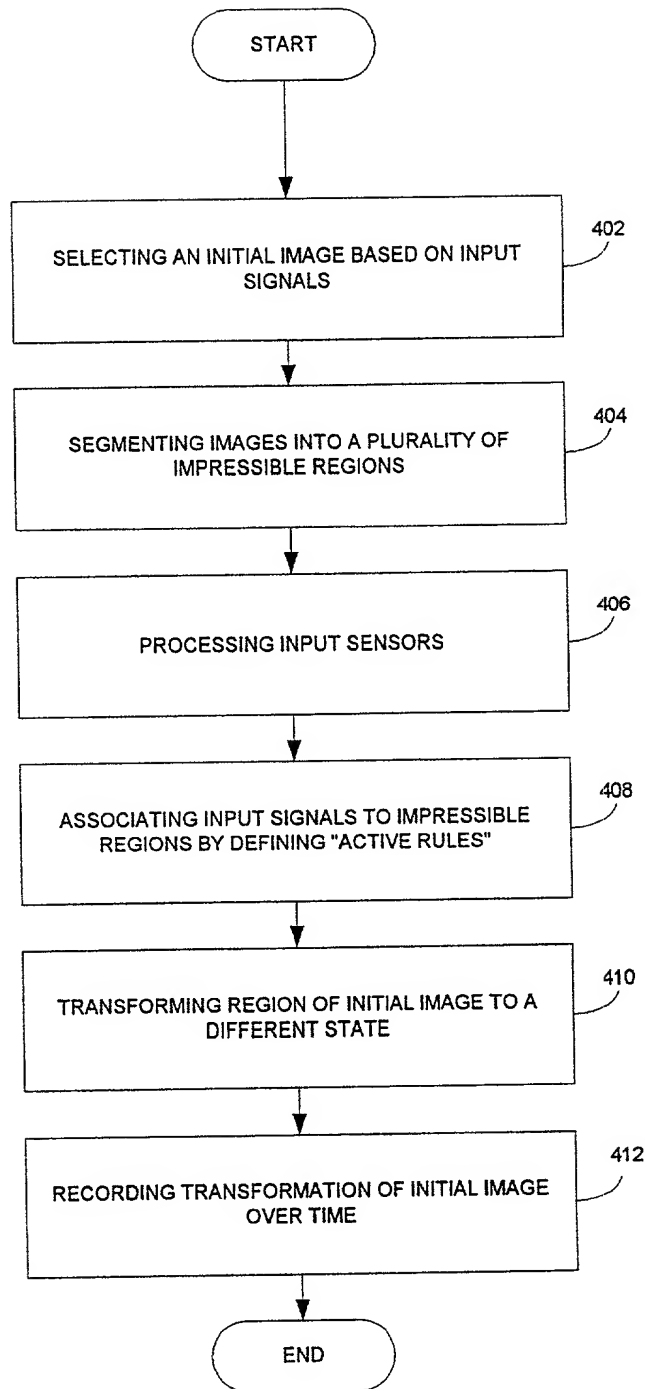 START
SELECTING AN INITIAL IMAGE BASED ON INPUT
SIGNALS
402
SEGMENTING IMAGES INTO A PLURALITY OF
IMPRESSIBLE REGIONS
404
PROCESSING INPUT SENSORS
406
ASSOCIATING INPUT SIGNALS TO IMPRESSIBLE
REGIONS BY DEFINING "ACTIVE RULES"
408
TRANSFORMING REGION OF INITIAL IMAGE TO A
DIFFERENT STATE
410
RECORDING TRANSFORMATION OF INITIAL IMAGE
OVER TIME
412
END